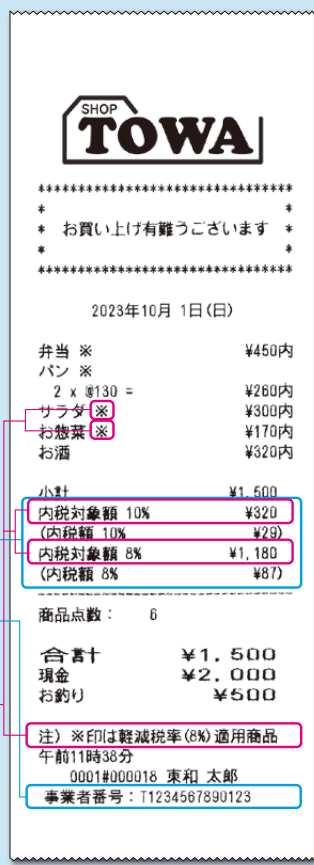 SHOP
TOWA
********************************
* *
* お買い上げ有難うございます *
* *
********************************
2023年10月 1日(日)
弁当 ※ ¥450内
パン ※
2 x @130 = ¥260内
サラダ ※ ¥300内
お惣菜 ※ ¥170内
お酒 ¥320内
小計 ¥1,500
内税対象額 10% ¥320
(内税額 10% ¥29)
内税対象額 8% ¥1,180
(内税額 8% ¥87)
商品点数： 6
合計 ¥1,500
現金 ¥2,000
お釣り ¥500
注) ※印は軽減税率(8%)適用商品
午前11時38分
0001#000018 東和 太郎
事業者番号：T1234567890123